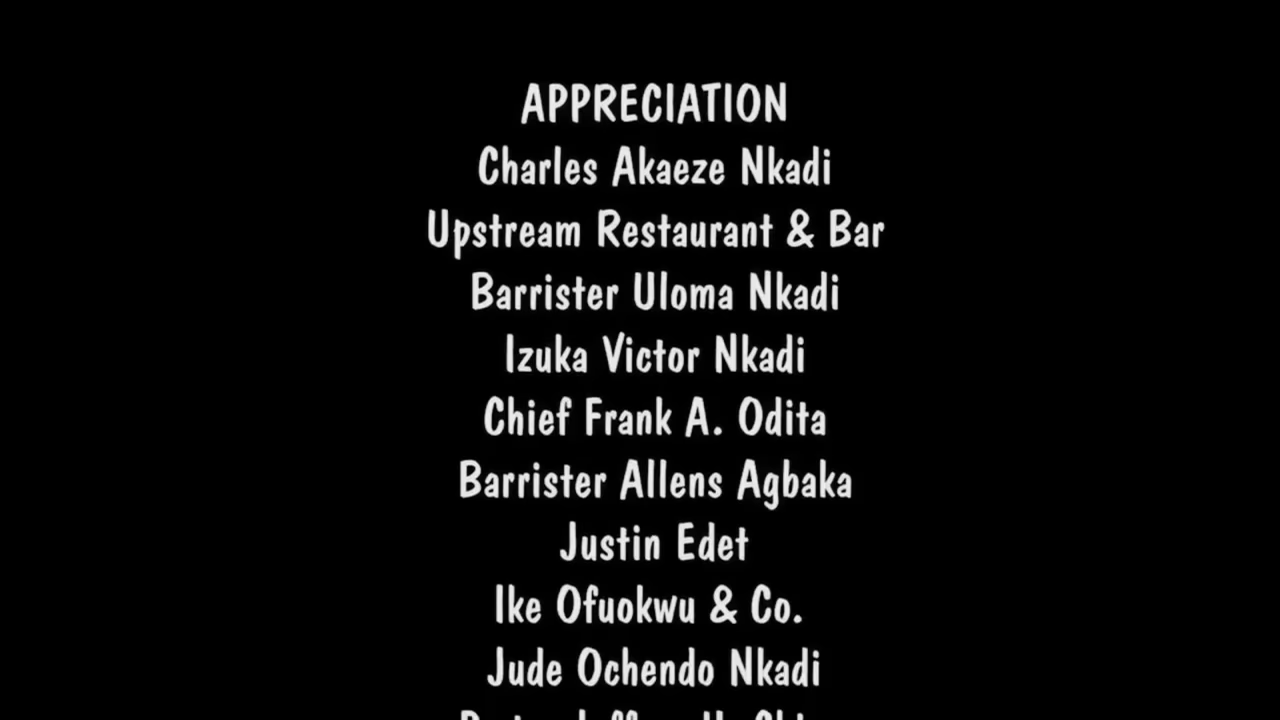 APPRECIATION
Charles Akaeze Nkadi
Upstream Restaurant & Bar
Barrister Uloma Nkadi
Izuka Victor Nkadi
Chief Frank A. Odita
Barrister Allens Agbaka
Justin Edet
Ike Ofuokwu & Co.
Jude Ochendo Nkadi